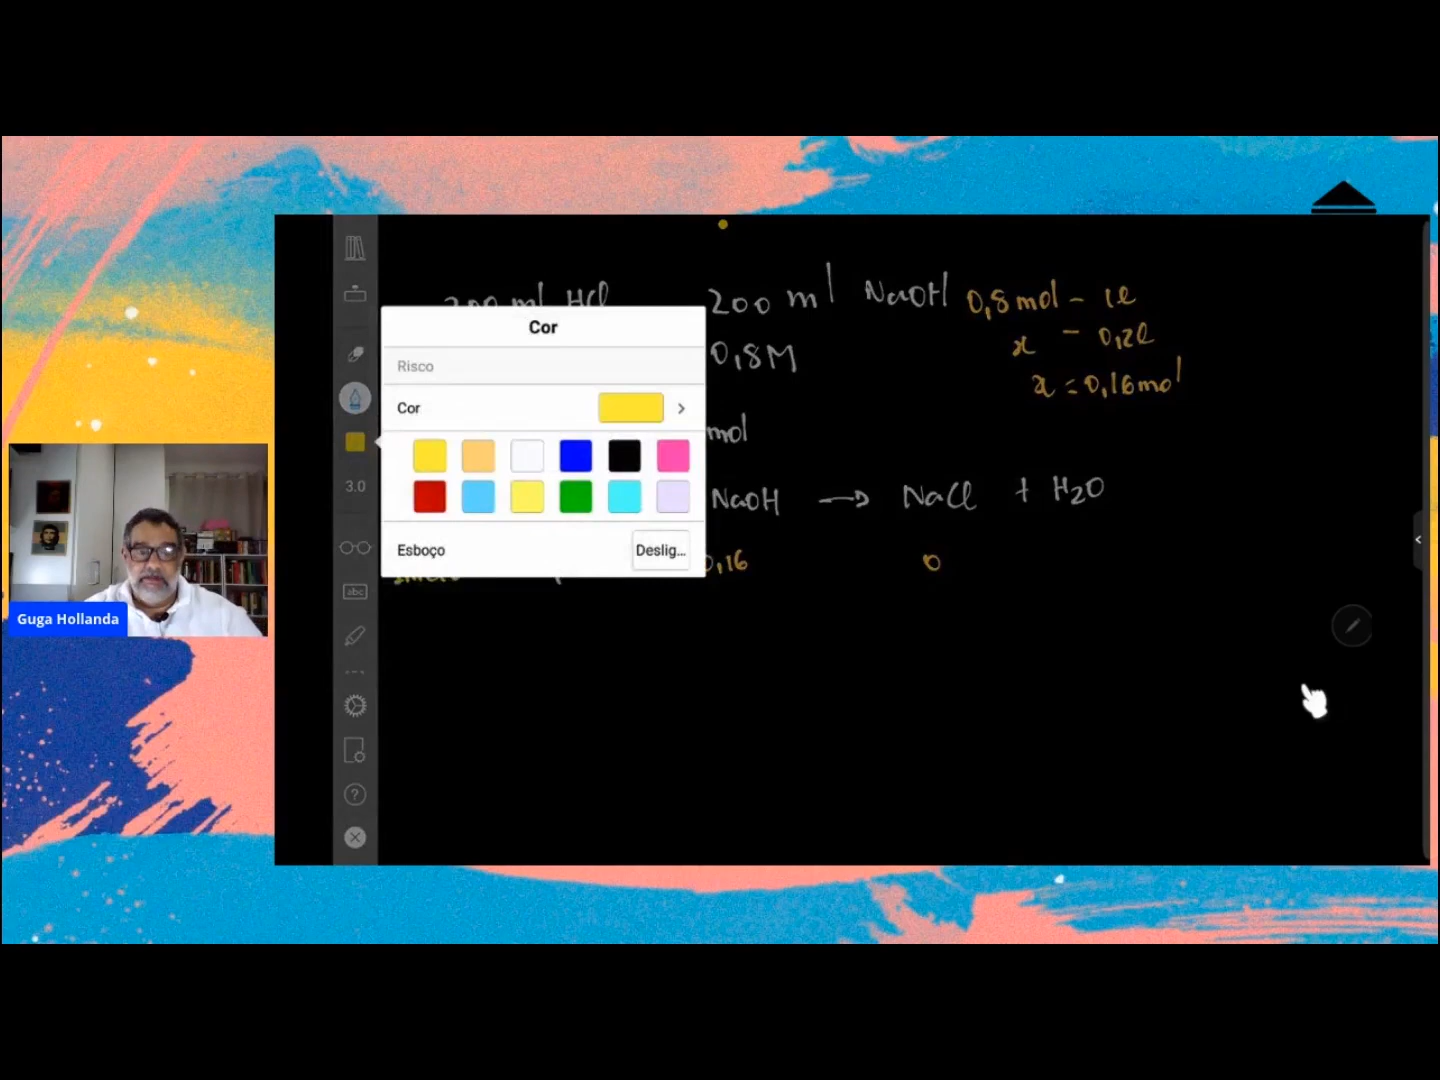 200 ml HCl 200 ml NaOH 0,8 mol - 1l
x - 0,2l
0,8M
x = 0,16 mol
mol
NaOH → NaCl + H2O
0,16 0
Cor
Risco
Cor
Esboço Deslig...
3.0
abc
?
Guga Hollanda